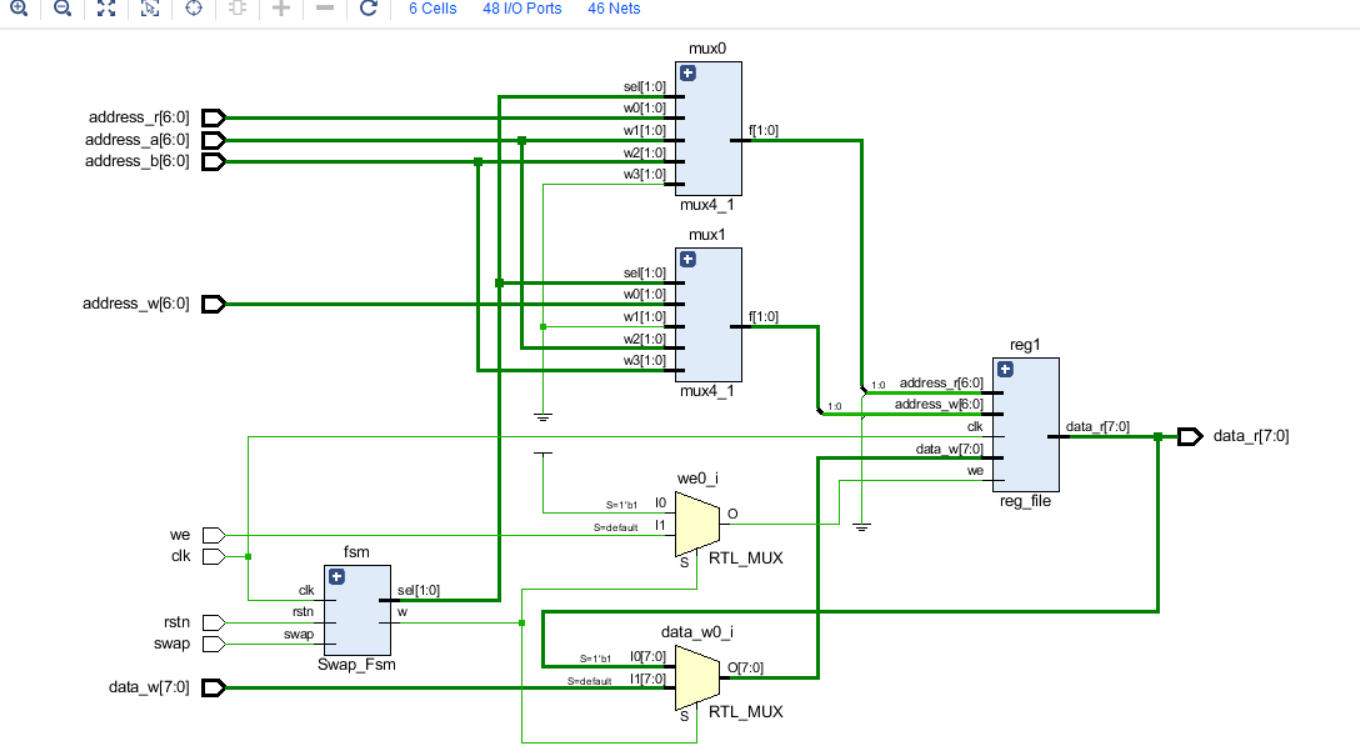 6 Cells 48 I/O Ports 46 Nets
mux0
sel[1:0]
address_r[6:0] w0[1:0]
address_a[6:0] w1[1:0] f[1:0]
address_b[6:0] w2[1:0]
w3[1:0]
mux4_1
mux1
sel[1:0]
address_w[6:0] w0[1:0]
w1[1:0] f[1:0]
w2[1:0]
w3[1:0]
mux4_1
reg1
1:0 address_r[6:0]
1:0 address_w[6:0]
clk data_r[7:0] data_r[7:0]
data_w[7:0]
we
reg_file
we0_i
S=1'b1 I0 O
S=default I1
S RTL_MUX
we
clk
fsm
clk sel[1:0]
rstn rstn w
swap swap
Swap_Fsm
data_w0_i
S=1'b1 I0[7:0] O[7:0]
data_w[7:0] S=default I1[7:0]
S RTL_MUX